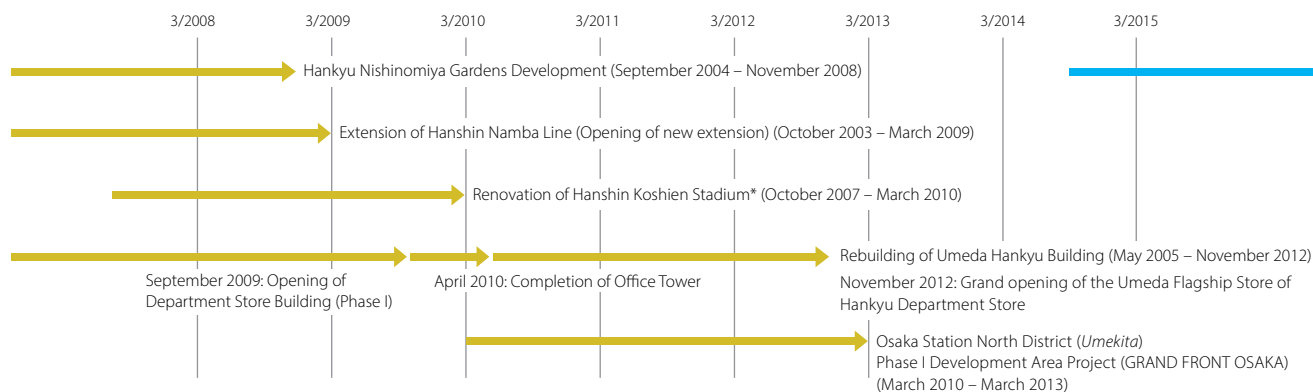 3/2008 3/2009 3/2010 3/2011 3/2012 3/2013 3/2014 3/2015
Hankyu Nishinomiya Gardens Development (September 2004 – November 2008)
Extension of Hanshin Namba Line (Opening of new extension) (October 2003 – March 2009)
Renovation of Hanshin Koshien Stadium* (October 2007 – March 2010)
Rebuilding of Umeda Hankyu Building (May 2005 – November 2012)
September 2009: Opening of
Department Store Building (Phase I)
April 2010: Completion of Office Tower
November 2012: Grand opening of the Umeda Flagship Store of
Hankyu Department Store
Osaka Station North District (Umekita)
Phase I Development Area Project (GRAND FRONT OSAKA)
(March 2010 – March 2013)